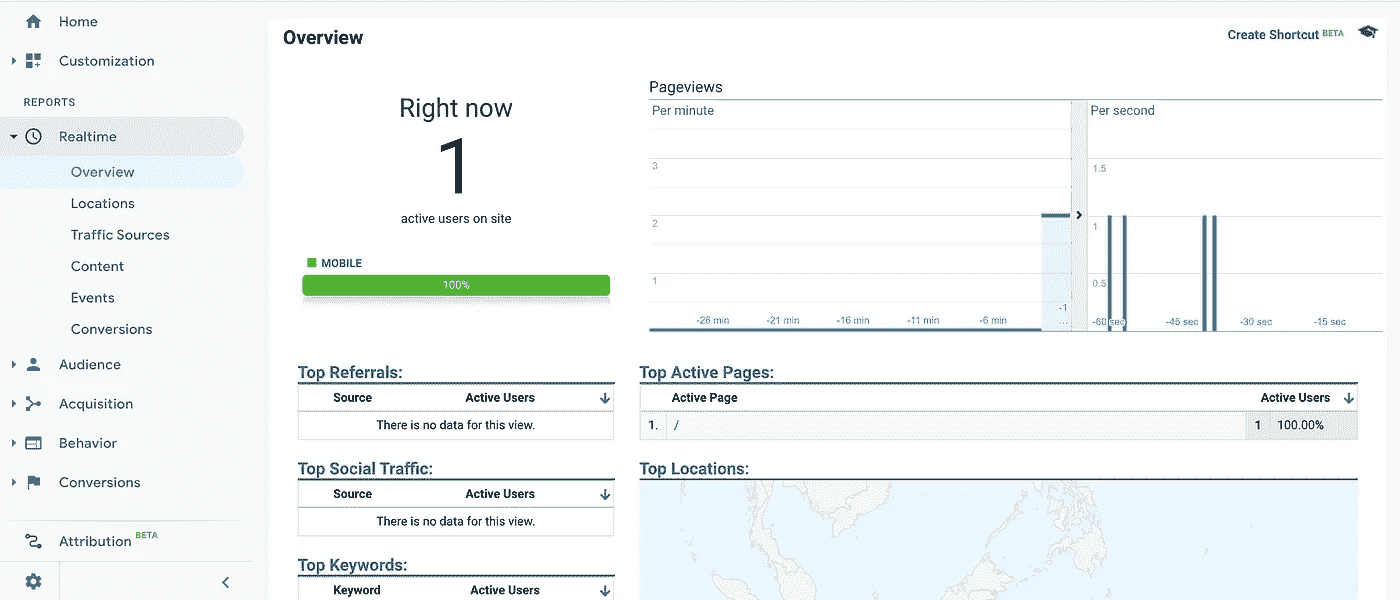 Home
Customization
REPORTS
Realtime
Overview
Locations
Traffic Sources
Content
Events
Conversions
Audience
Acquisition
Behavior
Conversions
Attribution BETA
Overview
Create Shortcut BETA
Right now
1
active users on site
MOBILE
100%
Pageviews
Per minute
3
2
1
-26 min -21 min -16 min -11 min -6 min -1
...
Per second
1.5
1
0.5
-60 sec -45 sec -30 sec -15 sec
Top Referrals:
Source Active Users
There is no data for this view.
Top Social Traffic:
Source Active Users
There is no data for this view.
Top Keywords:
Keyword Active Users
Top Active Pages:
Active Page Active Users
1. / 1 100.00%
Top Locations: